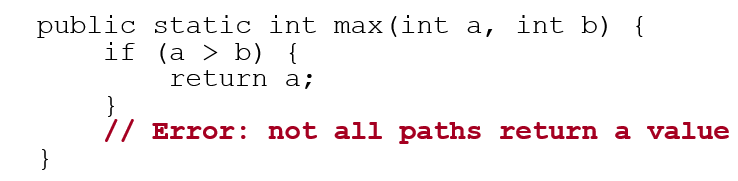 public static int max(int a, int b) {
    if (a > b) {
        return a;
    }
    // Error: not all paths return a value
}